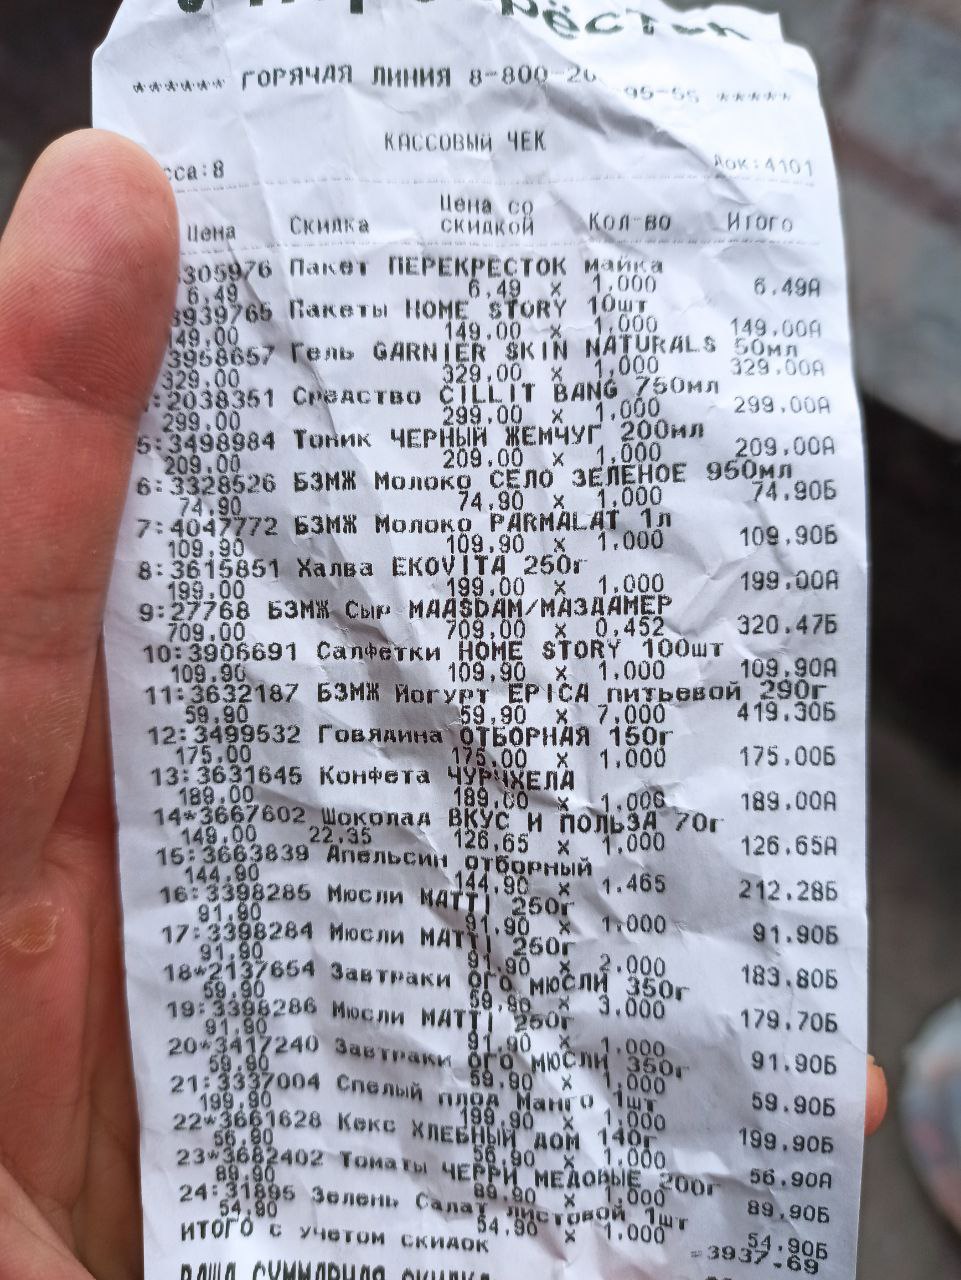 ****** ГОРЯЧАЯ ЛИНИЯ 8-800-20 -95-55 *****
КАССОВЫЙ ЧЕК
сса:8 Док:4101
Цена Скидка Цена со скидкой Кол-во Итого
305976 Пакет ПЕРЕКРЕСТОК майка
6,49 6,49 x 1,000 6.49А
3939765 Пакеты HOME STORY 10шт
149,00 149,00 x 1,000 149.00А
3958657 Гель GARNIER SKIN NATURALS 50мл
329,00 329,00 x 1,000 329.00А
:2038351 Средство CILLIT BANG 750мл
299,00 299,00 x 1,000 299.00А
5:3498984 Тоник ЧЕРНЫЙ ЖЕМЧУГ 200мл
209,00 209,00 x 1,000 209.00А
6:3328526 БЗМЖ Молоко СЕЛО ЗЕЛЕНОЕ 950мл
74,90 74,90 x 1,000 74.90Б
7:4047772 БЗМЖ Молоко PARMALAT 1л
109,90 109,90 x 1,000 109.90Б
8:3615851 Халва EKOVITA 250г
199,00 199,00 x 1,000 199.00А
9:27768 БЗМЖ Сыр MAASDAM/МАЗДАМЕР
709,00 709,00 x 0,452 320.47Б
10:3906691 Салфетки HOME STORY 100шт
109,90 109,90 x 1,000 109.90А
11:3632187 БЗМЖ Йогурт EPICA питьевой 290г
59,90 59,90 x 7,000 419.30Б
12:3499532 Говядина ОТБОРНАЯ 150г
175,00 175,00 x 1,000 175.00Б
13:3631645 Конфета ЧУРЧХЕЛА
189,00 189,00 x 1,000 189.00А
14*3667602 Шоколад ВКУС И ПОЛЬЗА 70г
149,00 22,35 126,65 x 1,000 126.65А
15:3663839 Апельсин отборный
144,90 144,90 x 1.465 212.28Б
16:3398285 Мюсли MATTI 250г
91,90 91,90 x 1,000 91.90Б
17:3398284 Мюсли MATTI 250г
91,90 91,90 x 2,000 183.80Б
18*2137654 Завтраки ОГО МЮСЛИ 350г
59,90 59,90 x 3,000 179.70Б
19:3398286 Мюсли MATTI 250г
91,90 91,90 x 1,000 91.90Б
20*3417240 Завтраки ОГО МЮСЛИ 350г
59,90 59,90 x 1,000 59.90Б
21:3337004 Спелый плод Манго 1шт
199,90 199,90 x 1,000 199.90Б
22*3661628 Кекс ХЛЕБНЫЙ ДОМ 140г
56,90 56,90 x 1,000 56.90А
23*3682402 Томаты ЧЕРРИ МЕДОВЫЕ 200г
89,90 89,90 x 1,000 89.90Б
24:31895 Зелень Салат листовой 1шт
54,90 54,90 x 1,000 54.90Б
ИТОГО с учетом скидок =3937.69
ВАША СУММАРНАЯ СКИДКА